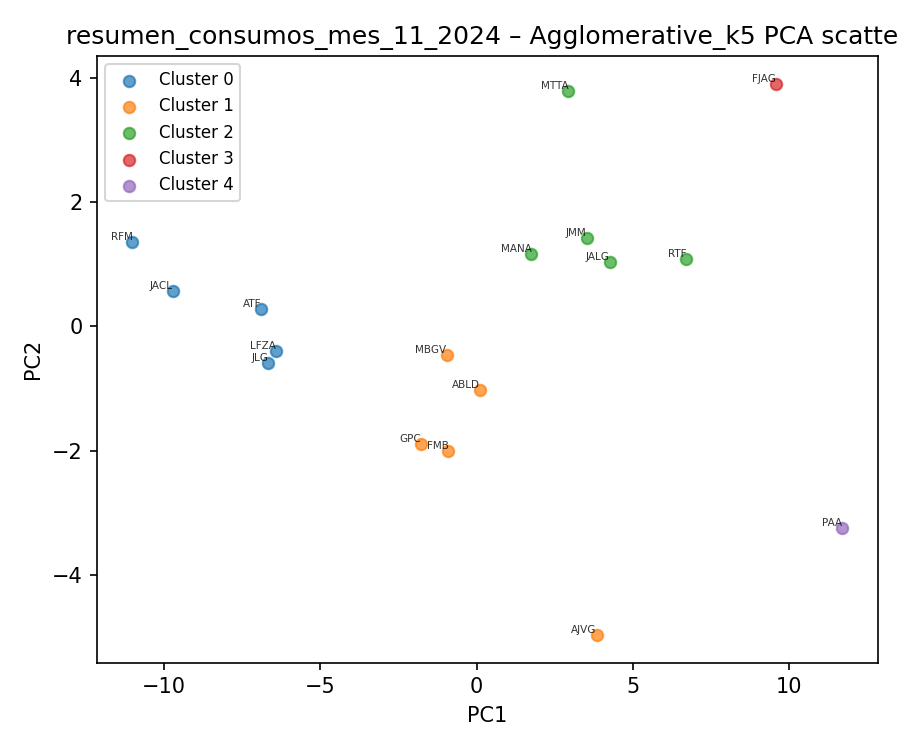 resumen_consumos_mes_11_2024 – Agglomerative_k5 PCA scatte
Cluster 0
Cluster 1
Cluster 2
Cluster 3
Cluster 4
MTTA
FJAG
RFM
JACL
ATF
LFZA
JLG
MANA
JMM
JALG
RTF
MBGV
ABLD
GPC
FMB
PAA
AJVG
4
2
0
−2
−4
PC2
−10
−5
0
5
10
PC1